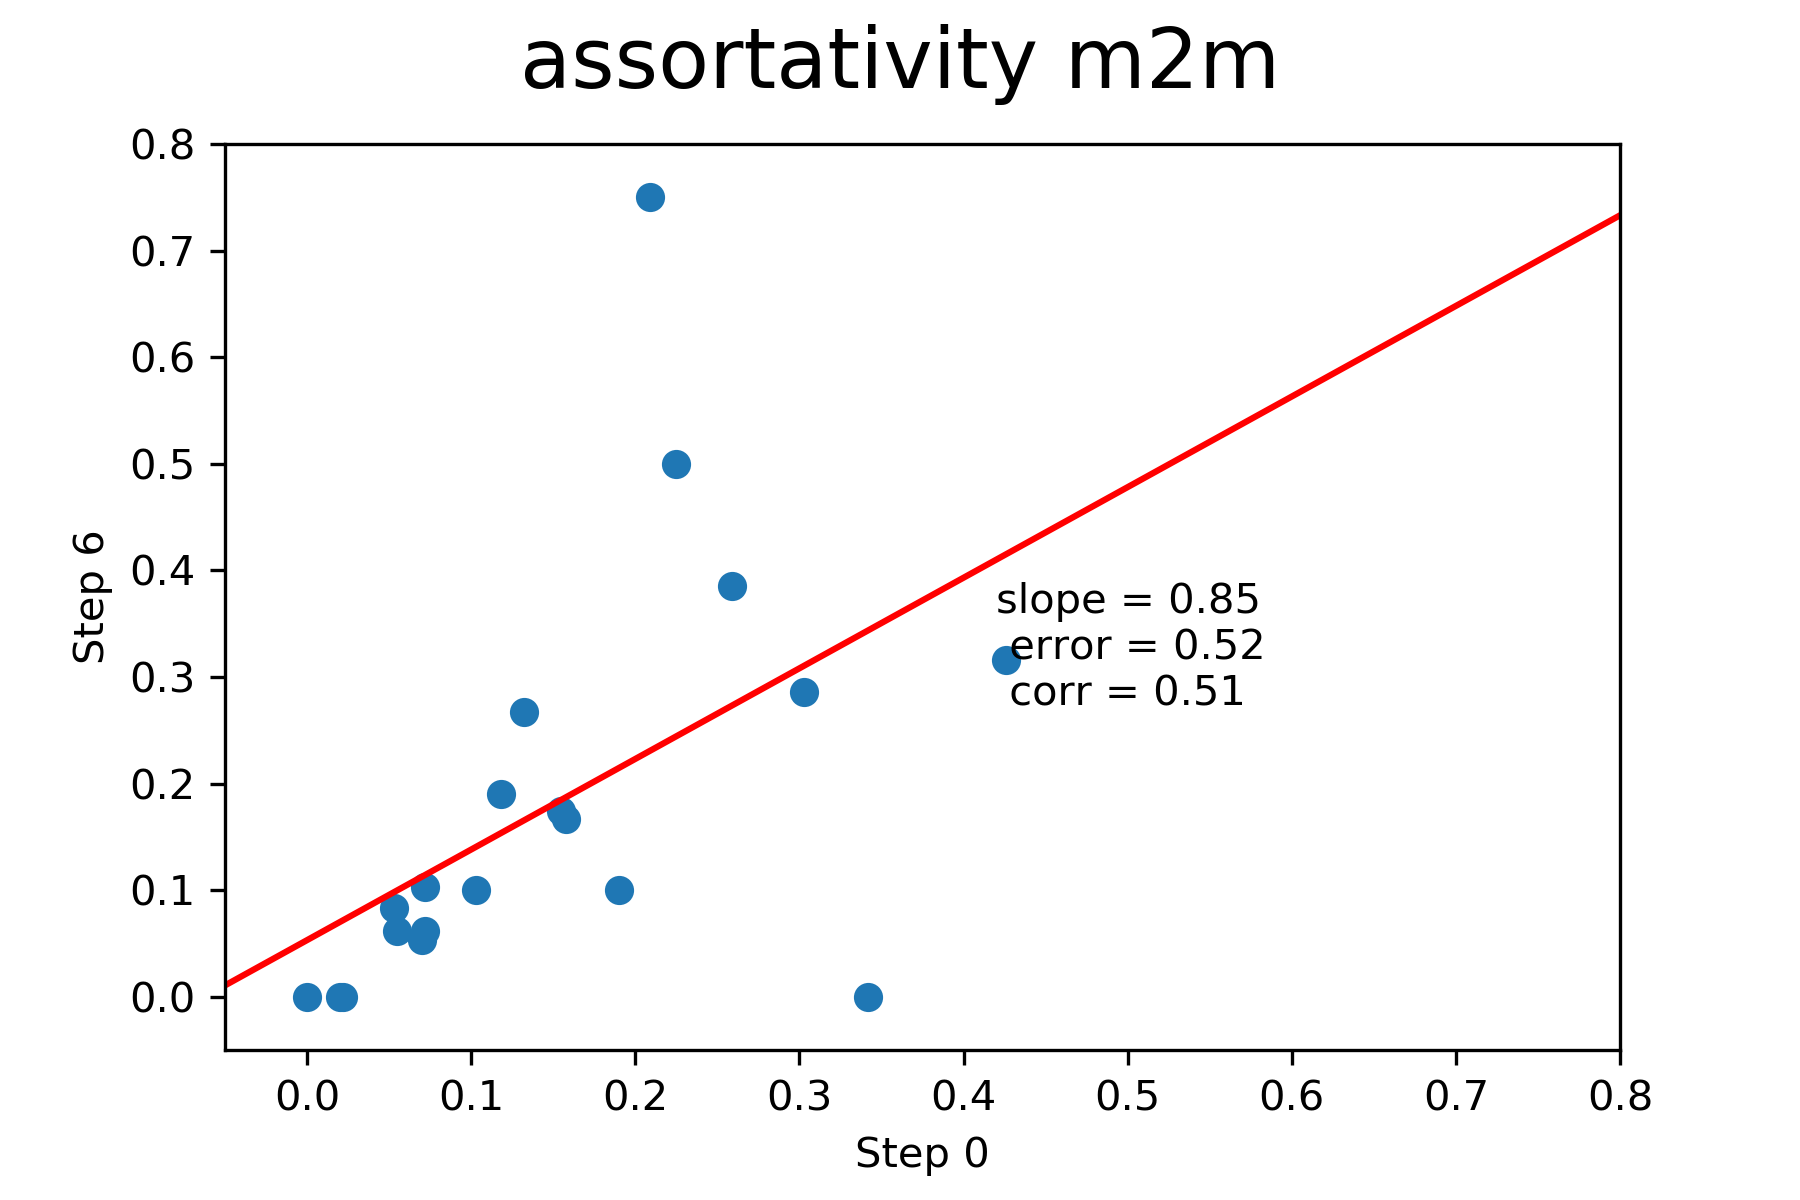 assortativity m2m
0.8
0.7
0.6
0.5
0.4
0.3
0.2
0.1
0.0
Step 6
slope = 0.85
error = 0.52
corr = 0.51
0.0 0.1 0.2 0.3 0.4 0.5 0.6 0.7 0.8
Step 0